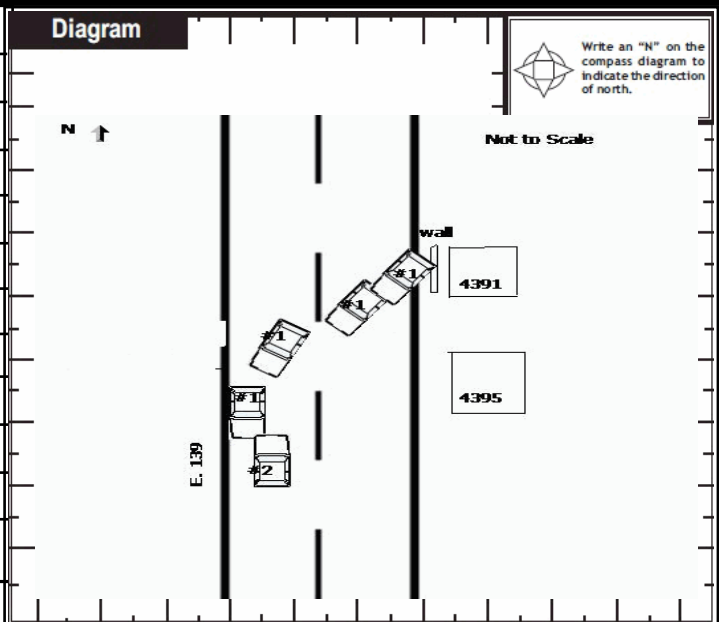 Diagram
Write an “N” on the
compass diagram to
indicate the direction
of north.
N
Not to Scale
wall
#1
#1
4391
#1
#1
4395
E. 139
#2